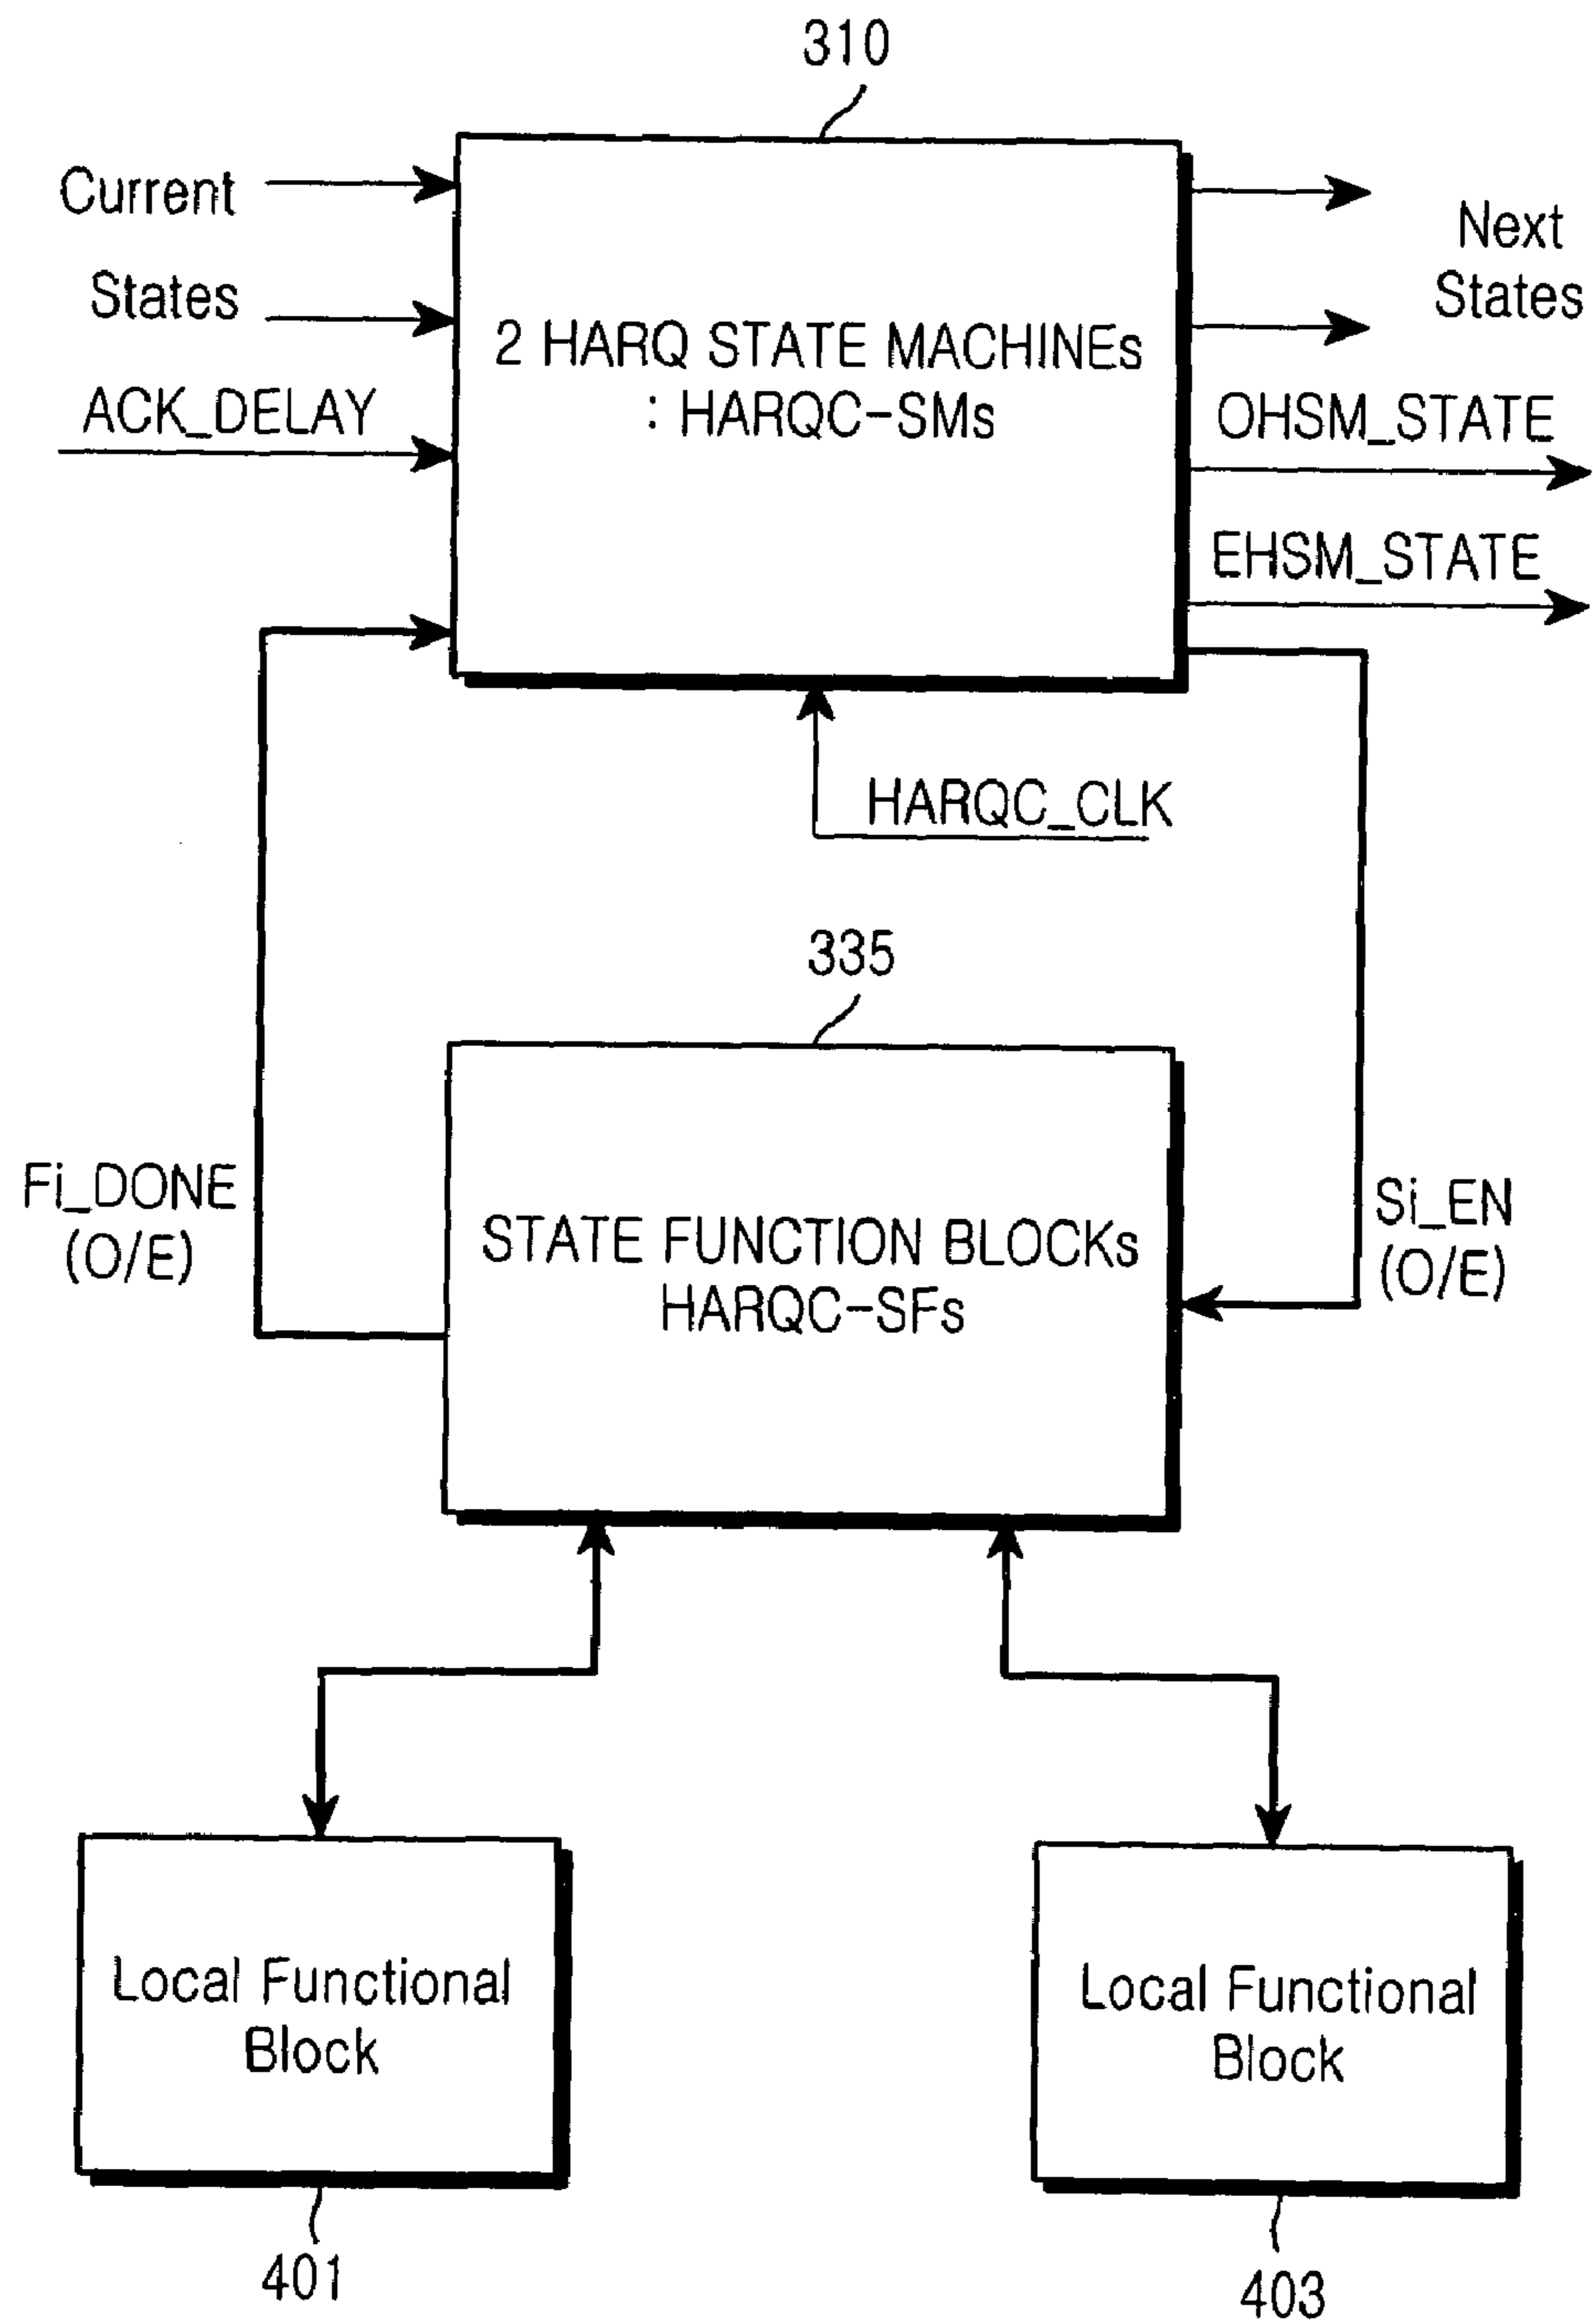 310
Current
States
Next
States
2 HARQ STATE MACHINEs
: HARQC-SMs
ACK_DELAY
OHSM_STATE
EHSM_STATE
HARQC_CLK
335
Fi_DONE
(O/E)
STATE FUNCTION BLOCKs
HARQC-SFs
Si_EN
(O/E)
Local Functional
Block
Local Functional
Block
401
403